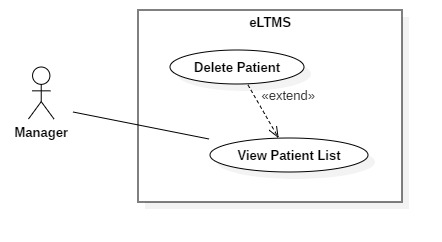 eLTMS
Delete Patient
«extend»
Manager
View Patient List